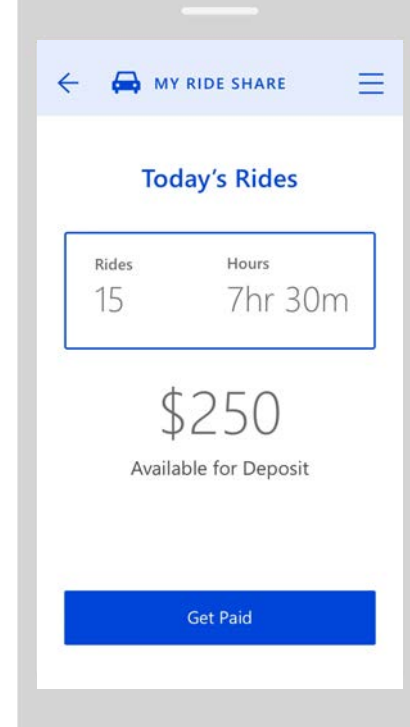 MY RIDE SHARE
Today's Rides
Rides Hours
15 7hr 30m
$250
Available for Deposit
Get Paid